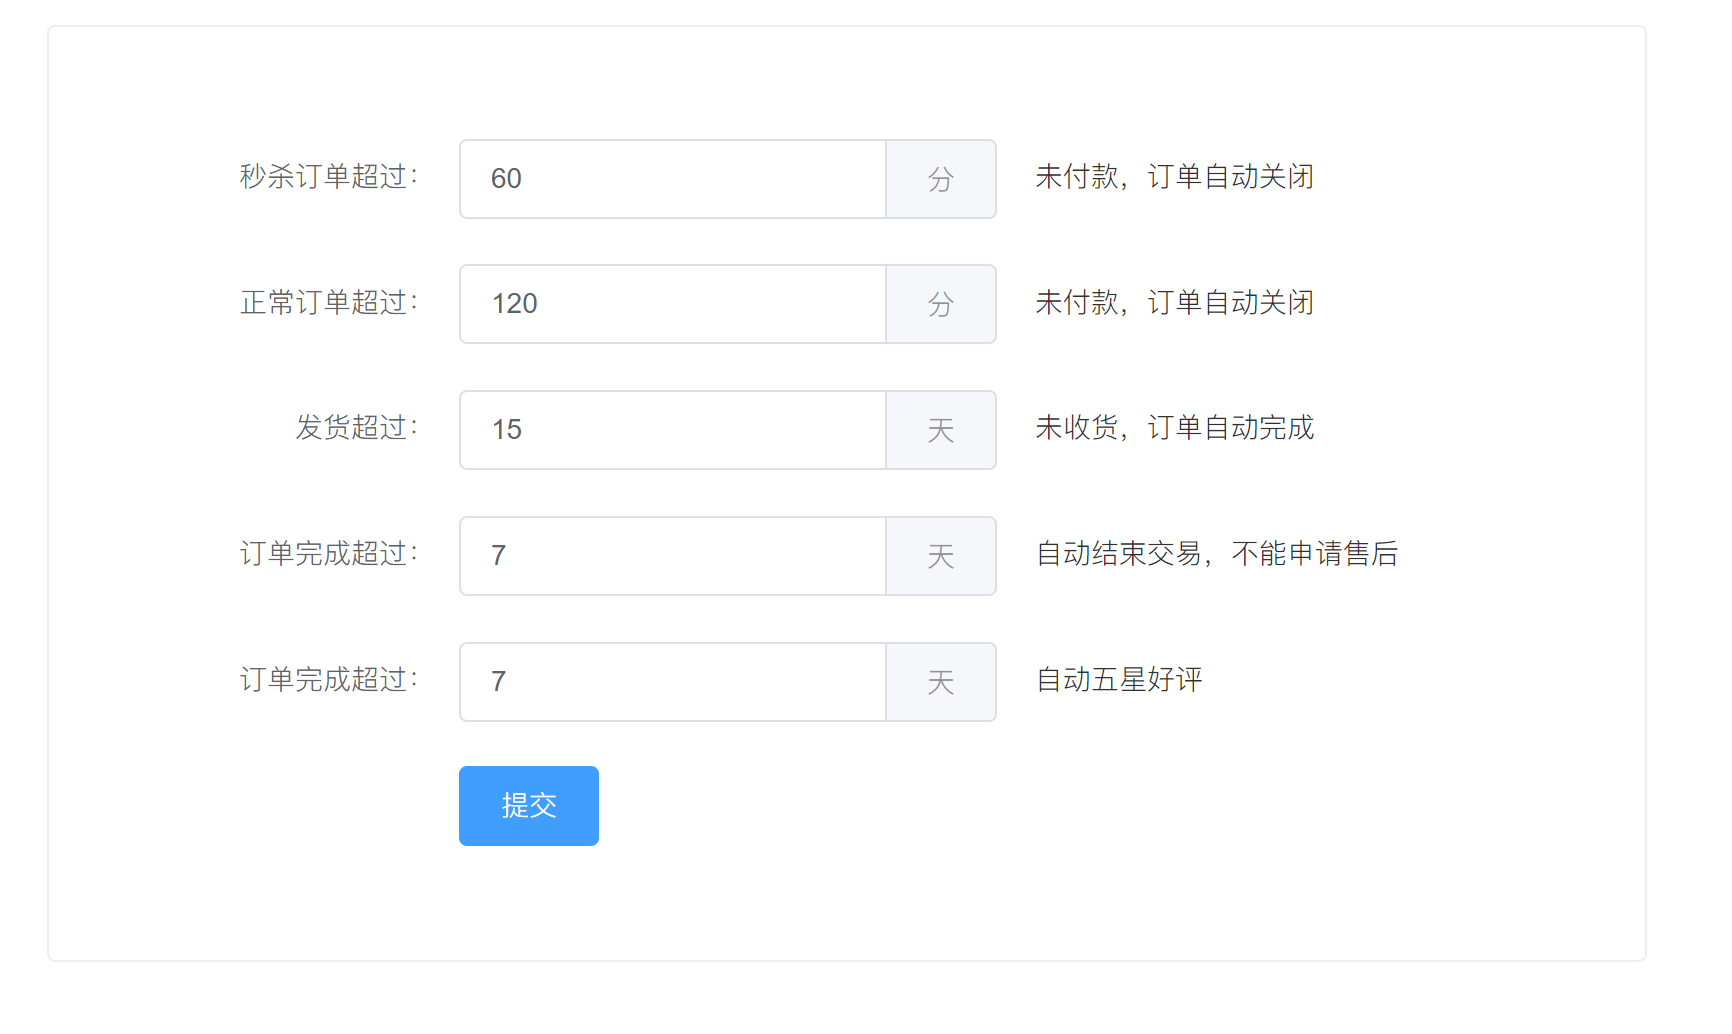 秒杀订单超过： 60 分 未付款，订单自动关闭
正常订单超过： 120 分 未付款，订单自动关闭
发货超过： 15 天 未收货，订单自动完成
订单完成超过： 7 天 自动结束交易，不能申请售后
订单完成超过： 7 天 自动五星好评
提交